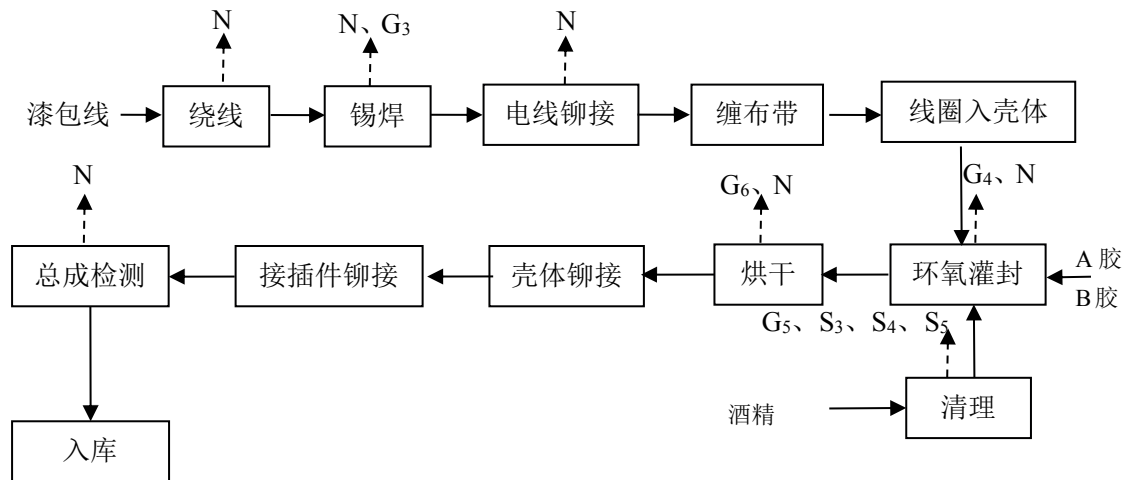 N
N、G₃
N
漆包线
绕线
锡焊
电线铆接
缠布带
线圈入壳体
N
G₆、N
G₄、N
总成检测
接插件铆接
壳体铆接
烘干
环氧灌封
A 胶
B 胶
G₅、S₃、S₄、S₅
酒精
清理
入库